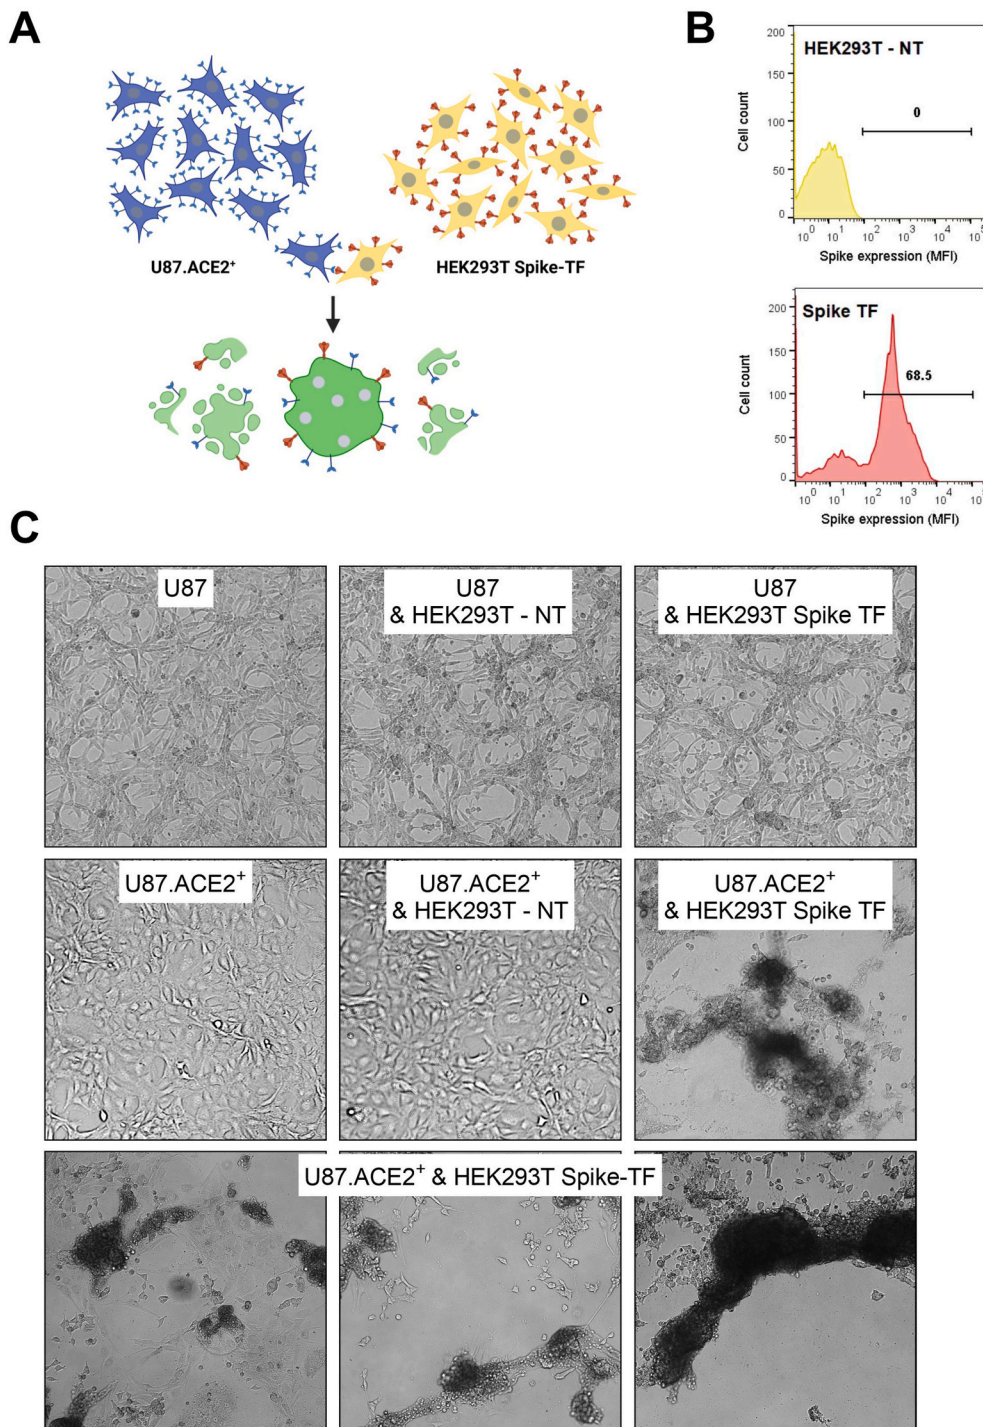 A
U87.ACE2⁺
HEK293T Spike-TF
B
200
150
100
50
0
Cell count
HEK293T - NT
0
10⁰ 10¹ 10² 10³ 10⁴ 10⁵
Spike expression (MFI)
200
150
100
50
0
Cell count
Spike TF
68.5
10⁰ 10¹ 10² 10³ 10⁴ 10⁵
Spike expression (MFI)
C
U87
U87
& HEK293T - NT
U87
& HEK293T Spike TF
U87.ACE2⁺
U87.ACE2⁺
& HEK293T - NT
U87.ACE2⁺
& HEK293T Spike TF
U87.ACE2⁺ & HEK293T Spike-TF